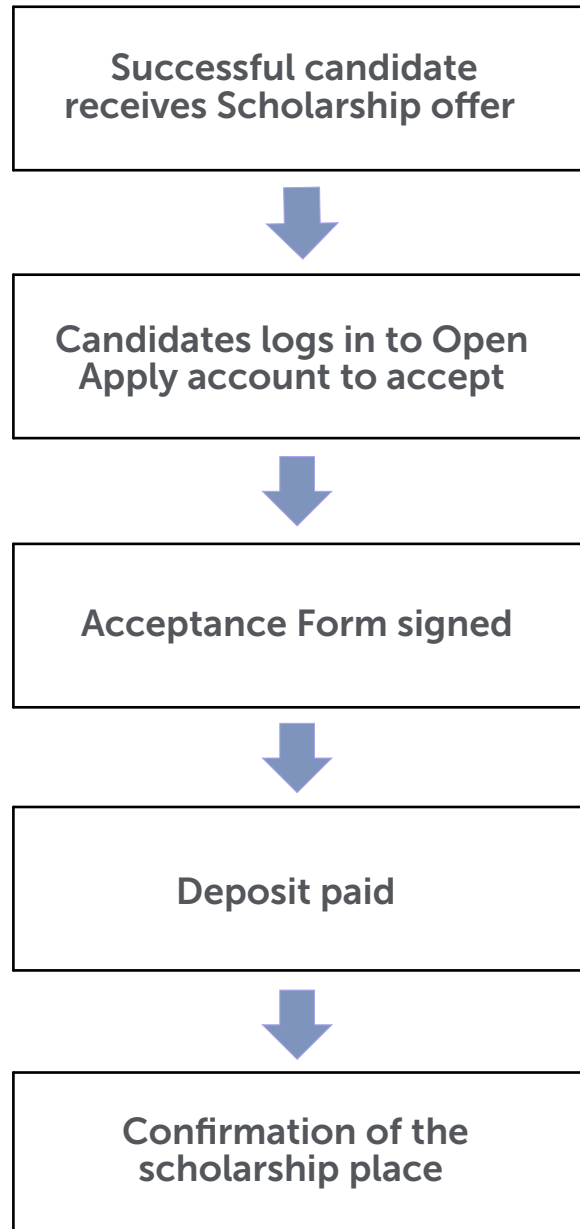 Successful candidate
receives Scholarship offer
Candidates logs in to Open
Apply account to accept
Acceptance Form signed
Deposit paid
Confirmation of the
scholarship place